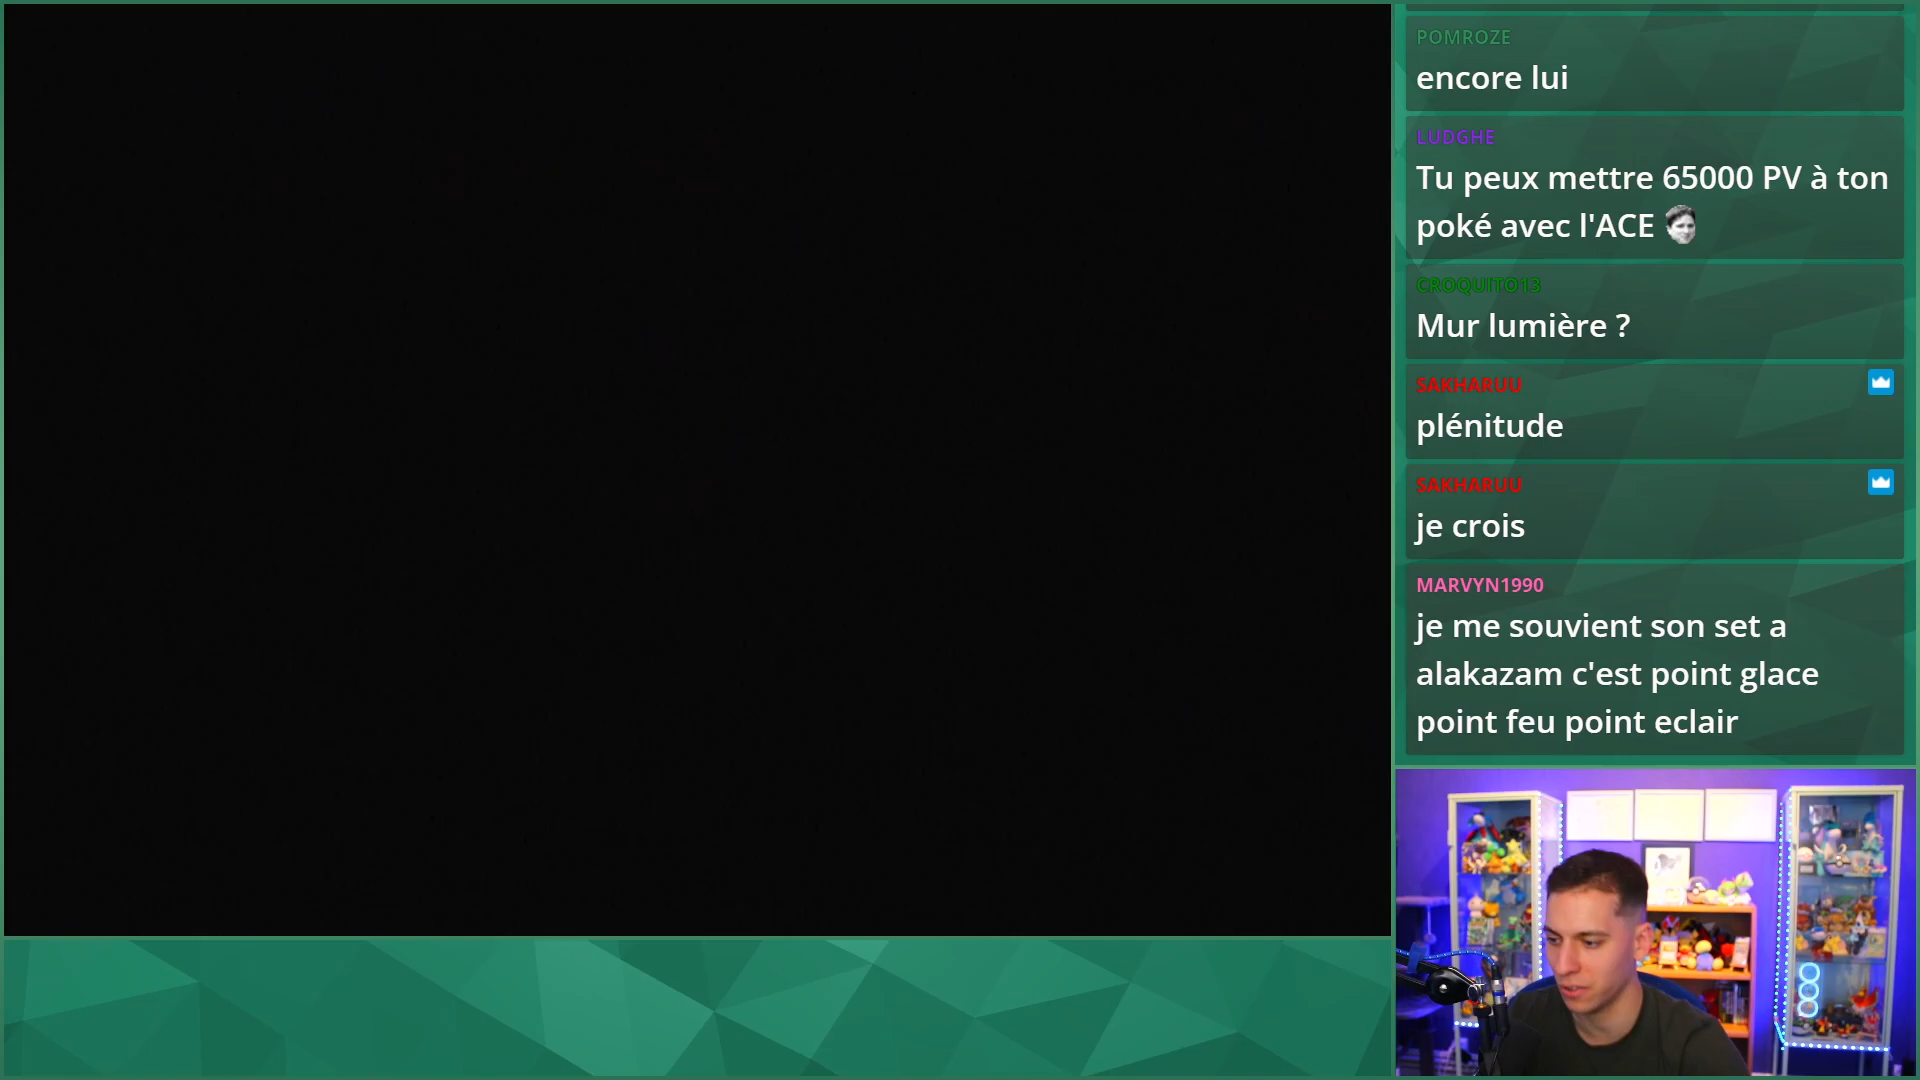 POMROZE
encore lui
LUDGHE
Tu peux mettre 65000 PV à ton
poké avec l'ACE
CROQUITO13
Mur lumière ?
SAKHARUU
plénitude
SAKHARUU
je crois
MARVYN1990
je me souvient son set a
alakazam c'est point glace
point feu point eclair